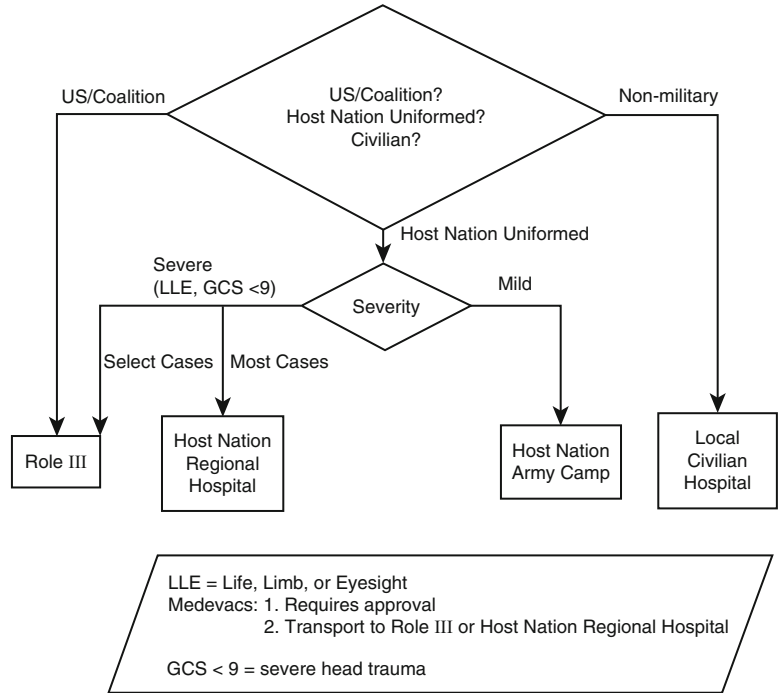 US/Coalition
US/Coalition?
Host Nation Uniformed?
Civilian?
Non-military
Host Nation Uniformed
Severe
(LLE, GCS <9)
Severity
Mild
Select Cases
Most Cases
Role III
Host Nation
Regional
Hospital
Host Nation
Army Camp
Local
Civilian
Hospital
LLE = Life, Limb, or Eyesight
Medevacs: 1. Requires approval
2. Transport to Role III or Host Nation Regional Hospital
GCS < 9 = severe head trauma